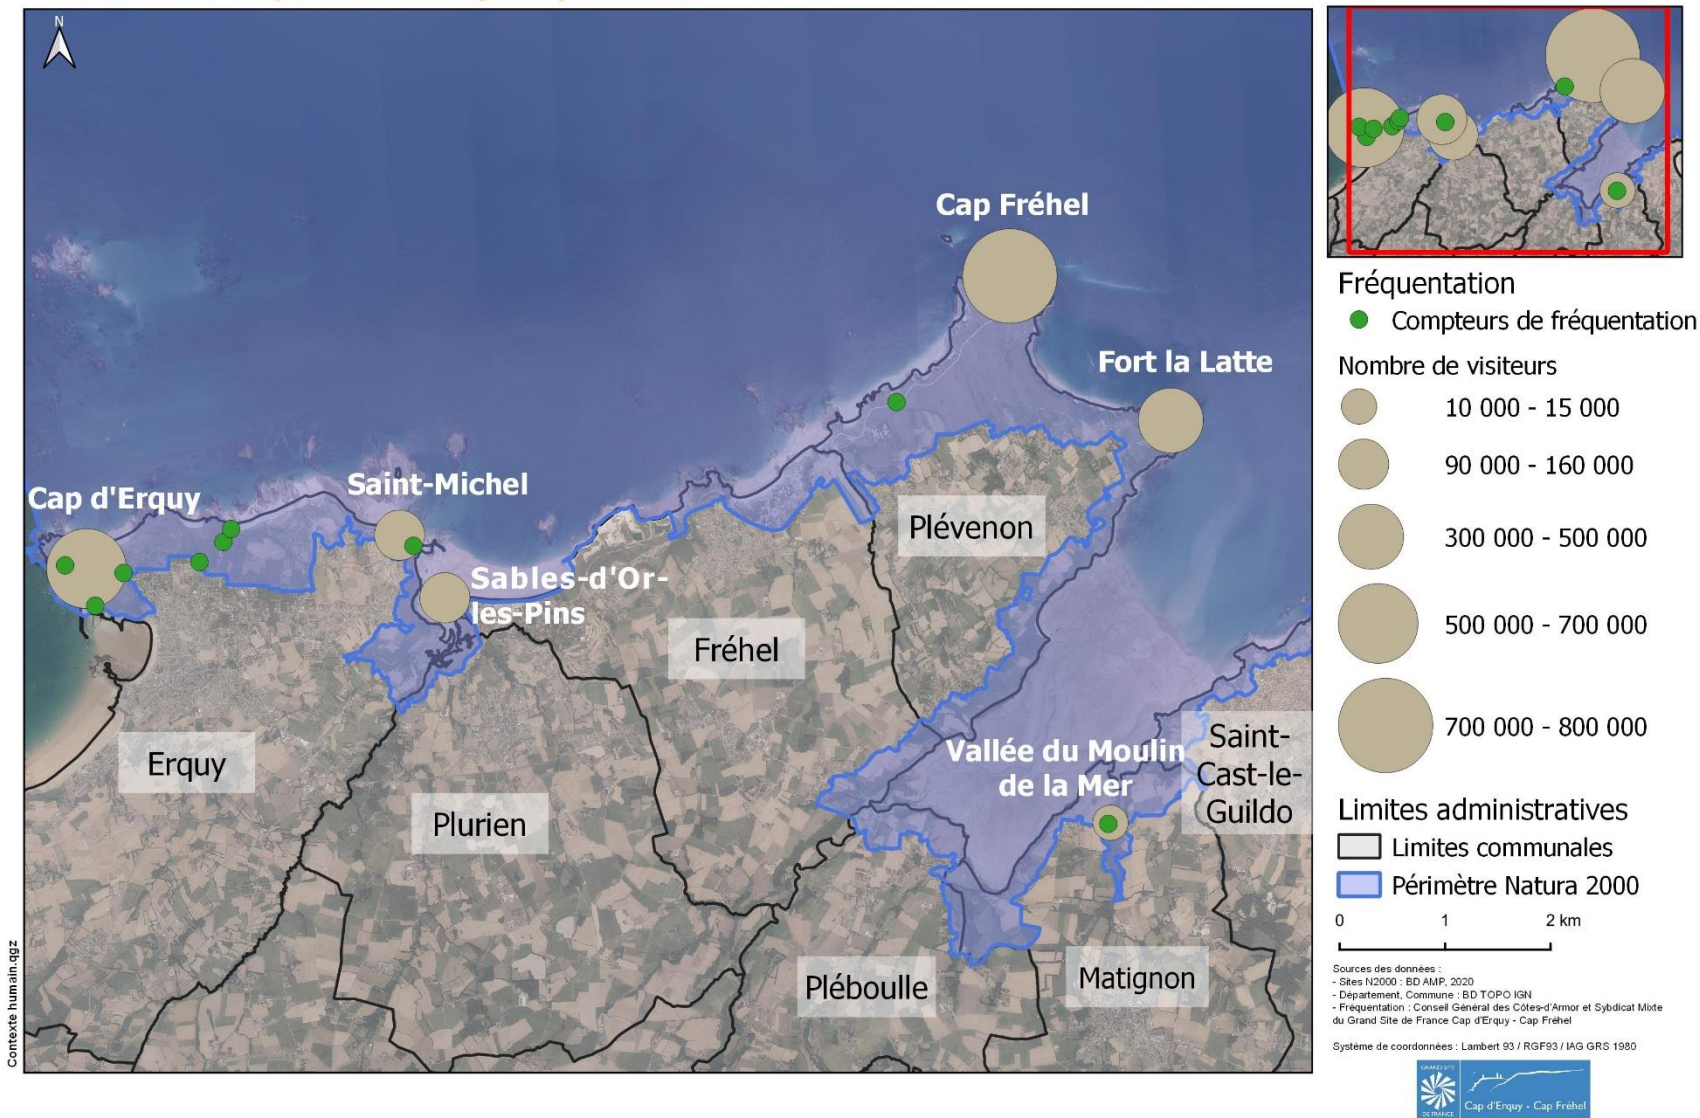 N
Cap Fréhel
Fort la Latte
Saint-Michel
Cap d'Erquy
Plévenon
Sables-d'Or-
les-Pins
Fréhel
Erquy
Vallée du Moulin
de la Mer
Saint-
Cast-le-
Guildo
Plurien
Pléboulle
Matignon
Contexte humain.qgz
Fréquentation
Compteurs de fréquentation
Nombre de visiteurs
10 000 - 15 000
90 000 - 160 000
300 000 - 500 000
500 000 - 700 000
700 000 - 800 000
Limites administratives
Limites communales
Périmètre Natura 2000
0 1 2 km
Sources des données :
- Sites N2000 : BD AMP, 2020
- Département, Commune : BD TOPO IGN
- Fréquentation : Conseil Général des Côtes-d'Armor et Sybdicat Mixte
du Grand Site de France Cap d'Erquy - Cap Fréhel
Système de coordonnées : Lambert 93 / RGF93 / IAG GRS 1980
GRAND SITE
DE FRANCE
Cap d'Erquy - Cap Fréhel